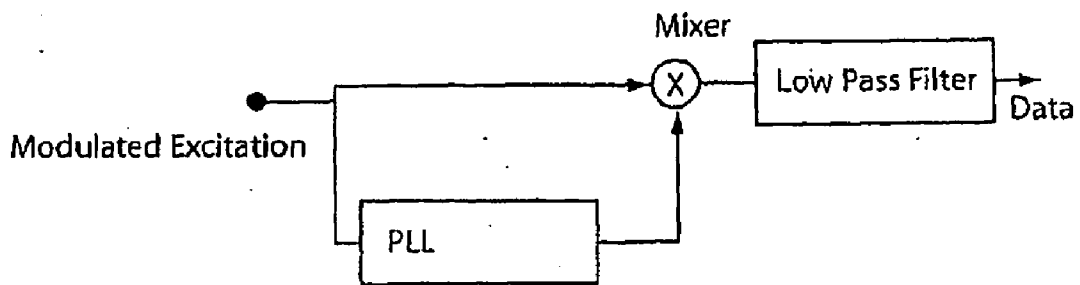 Mixer
X
Low Pass Filter
Data
Modulated Excitation
PLL